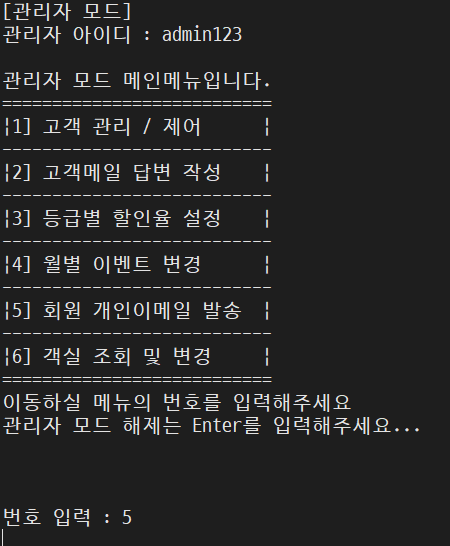 [관리자 모드]
관리자 아이디 : admin123
관리자 모드 메인메뉴입니다.
===========================
¦1] 고객 관리 / 제어 ¦
---------------------------
¦2] 고객메일 답변 작성 ¦
---------------------------
¦3] 등급별 할인율 설정 ¦
---------------------------
¦4] 월별 이벤트 변경 ¦
---------------------------
¦5] 회원 개인이메일 발송 ¦
---------------------------
¦6] 객실 조회 및 변경 ¦
===========================
이동하실 메뉴의 번호를 입력해주세요
관리자 모드 해제는 Enter를 입력해주세요...
번호 입력 : 5